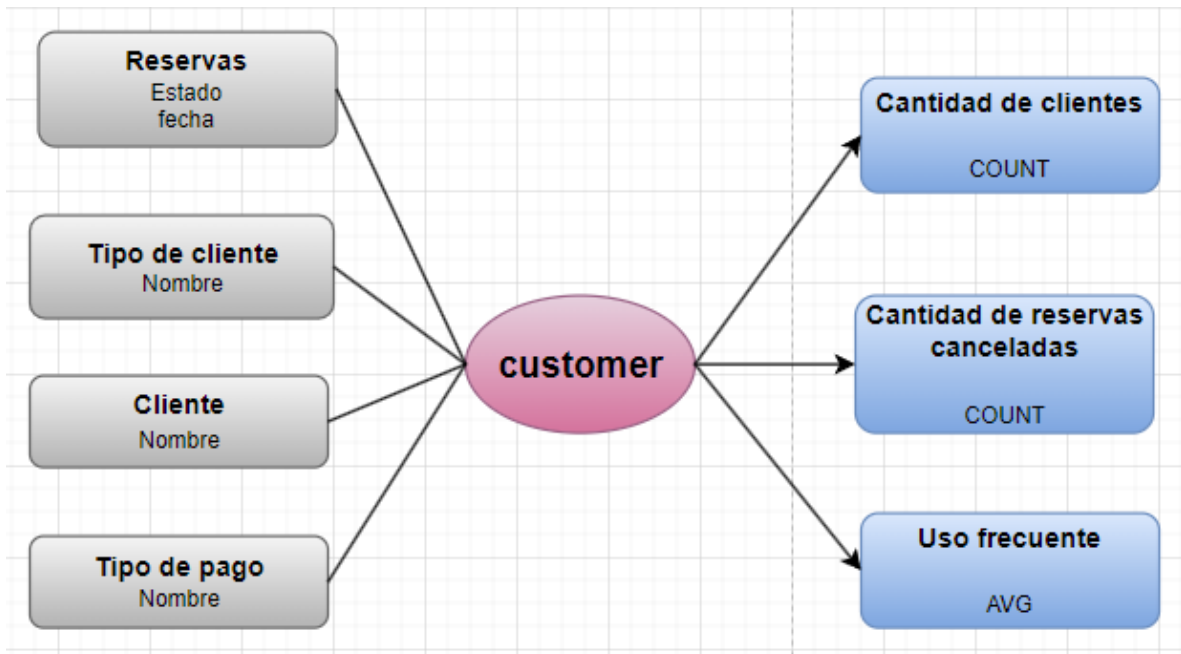 Reservas
Estado
fecha
Tipo de cliente
Nombre
Cliente
Nombre
Tipo de pago
Nombre
customer
Cantidad de clientes
COUNT
Cantidad de reservas
canceladas
COUNT
Uso frecuente
AVG